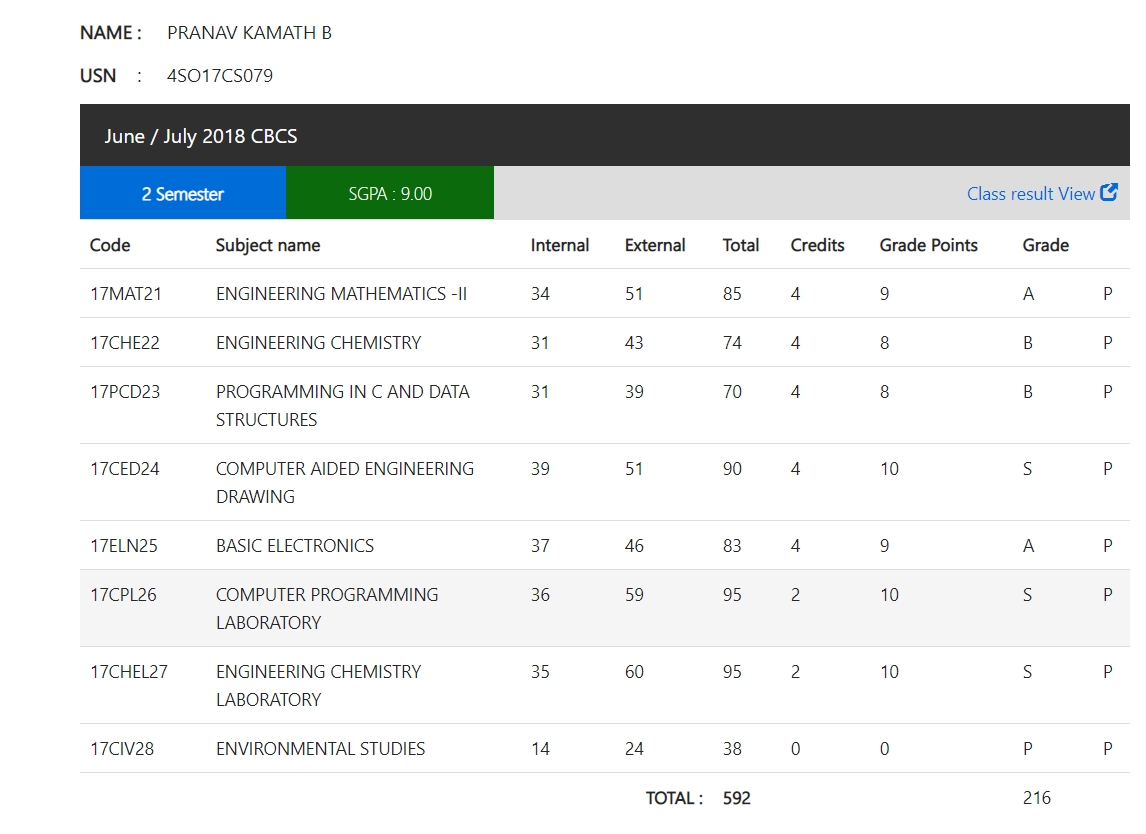 NAME : PRANAV KAMATH B
USN : 4SO17CS079
June / July 2018 CBCS
2 Semester SGPA : 9.00 Class result View
Code Subject name Internal External Total Credits Grade Points Grade
17MAT21 ENGINEERING MATHEMATICS -II 34 51 85 4 9 A P
17CHE22 ENGINEERING CHEMISTRY 31 43 74 4 8 B P
17PCD23 PROGRAMMING IN C AND DATA 31 39 70 4 8 B P
STRUCTURES
17CED24 COMPUTER AIDED ENGINEERING 39 51 90 4 10 S P
DRAWING
17ELN25 BASIC ELECTRONICS 37 46 83 4 9 A P
17CPL26 COMPUTER PROGRAMMING 36 59 95 2 10 S P
LABORATORY
17CHEL27 ENGINEERING CHEMISTRY 35 60 95 2 10 S P
LABORATORY
17CIV28 ENVIRONMENTAL STUDIES 14 24 38 0 0 P P
TOTAL : 592 216